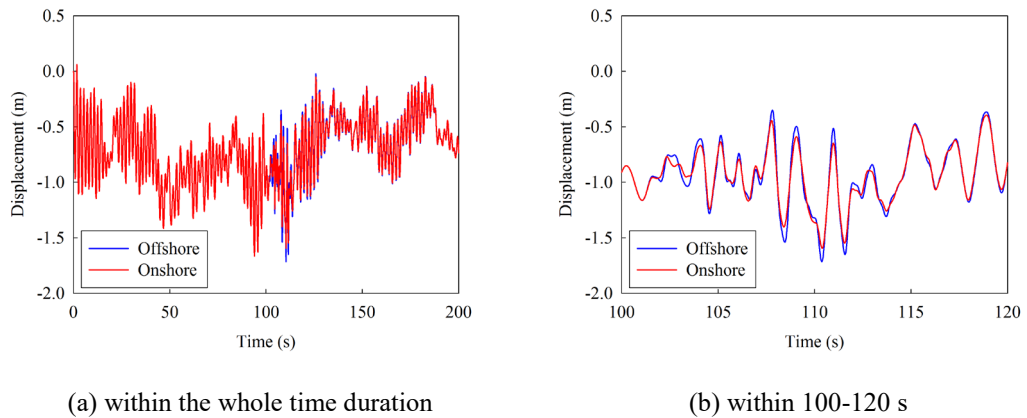 0.5
0.0
-0.5
-1.0
-1.5
-2.0
Displacement (m)
Offshore
Onshore
0 50 100 150 200
Time (s)
(a) within the whole time duration
0.5
0.0
-0.5
-1.0
-1.5
-2.0
Displacement (m)
Offshore
Onshore
100 105 110 115 120
Time (s)
(b) within 100-120 s